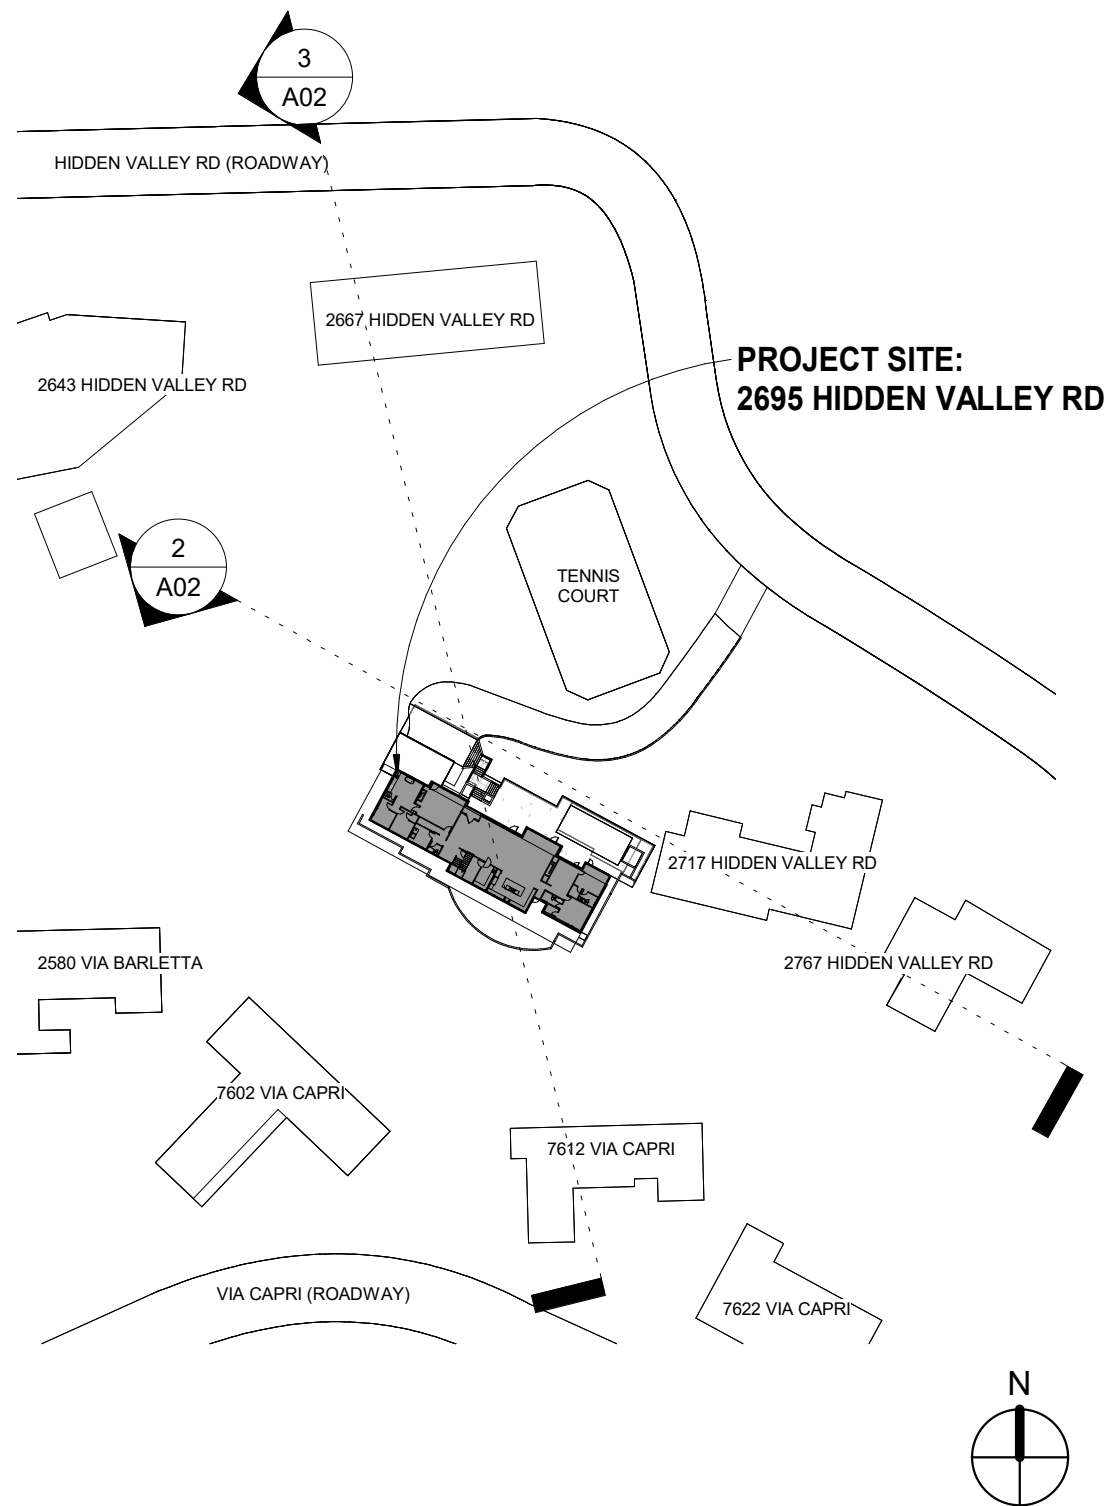 3
A02
HIDDEN VALLEY RD (ROADWAY)
2667 HIDDEN VALLEY RD
PROJECT SITE:
2695 HIDDEN VALLEY RD
2643 HIDDEN VALLEY RD
2
A02
TENNIS
COURT
2717 HIDDEN VALLEY RD
2580 VIA BARLETTA
2767 HIDDEN VALLEY RD
7602 VIA CAPRI
7612 VIA CAPRI
VIA CAPRI (ROADWAY)
7622 VIA CAPRI
N